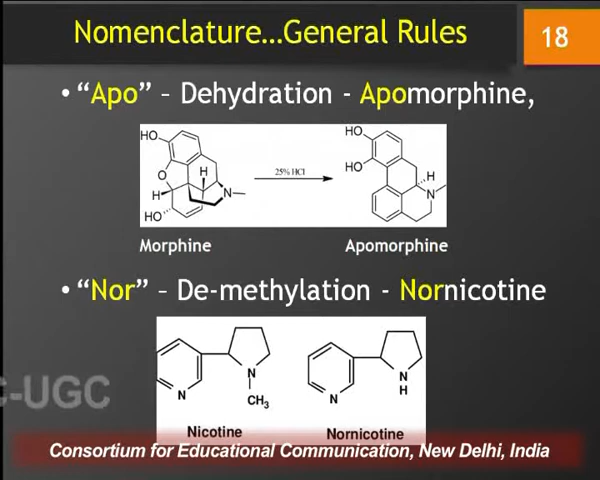 Nomenclature...General Rules
18
• “Apo” – Dehydration - Apomorphine,
HO
O
H
H
N
HO
25% HCl
HO
HO
H
N
Morphine
Apomorphine
• “Nor” – De-methylation - Nornicotine
N
N
CH3
N
N
H
C-UGC
Nicotine
Nornicotine
Consortium for Educational Communication, New Delhi, India